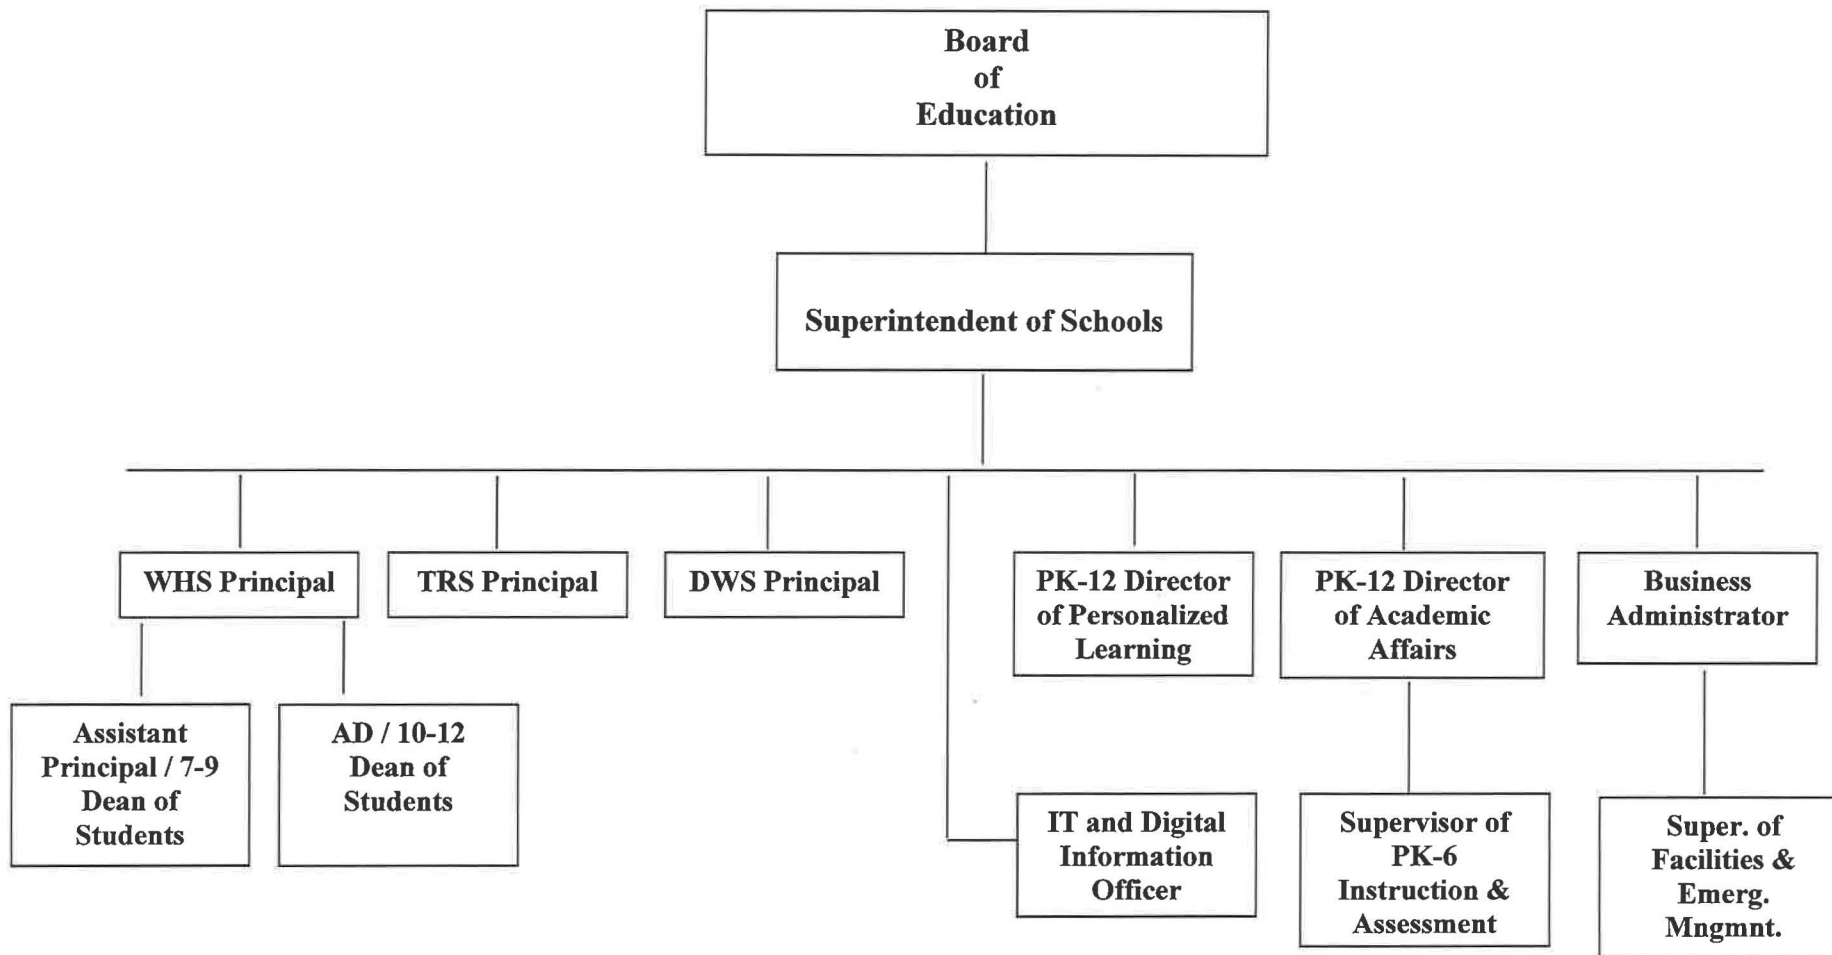 Board
of
Education
Superintendent of Schools
WHS Principal
TRS Principal
DWS Principal
PK-12 Director
of Personalized
Learning
PK-12 Director
of Academic
Affairs
Business
Administrator
Assistant
Principal / 7-9
Dean of
Students
AD / 10-12
Dean of
Students
IT and Digital
Information
Officer
Supervisor of
PK-6
Instruction &
Assessment
Super. of
Facilities &
Emerg.
Mngmnt.